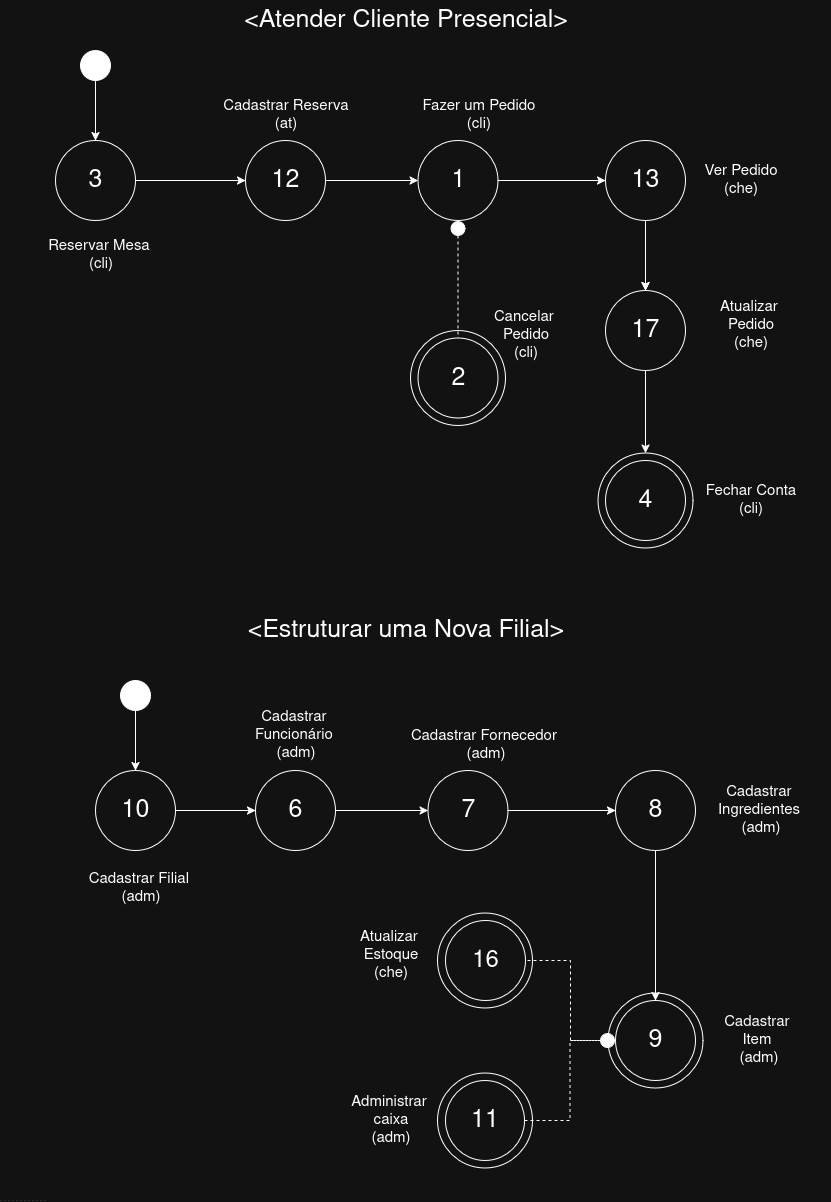 <Atender Cliente Presencial>
Cadastrar Reserva
(at)
Fazer um Pedido
(cli)
3
12
1
13
Ver Pedido
(che)
Reservar Mesa
(cli)
Cancelar
Pedido
(cli)
2
17
Atualizar
Pedido
(che)
4
Fechar Conta
(cli)
<Estruturar uma Nova Filial>
Cadastrar
Funcionário
(adm)
Cadastrar Fornecedor
(adm)
10
6
7
8
Cadastrar
Ingredientes
(adm)
Cadastrar Filial
(adm)
Atualizar
Estoque
(che)
16
9
Cadastrar
Item
(adm)
Administrar
caixa
(adm)
11